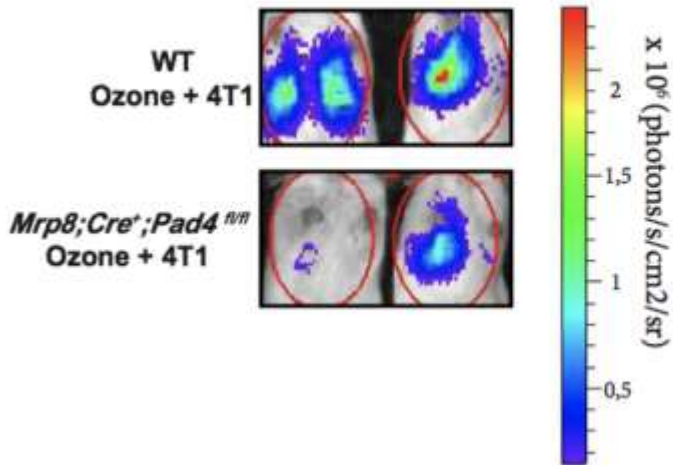 WT
Ozone + 4T1
Mrp8;Cre⁺;Pad4 fl/fl
Ozone + 4T1
2
1,5
1
0,5
x 10⁶ (photons/s/cm2/sr)